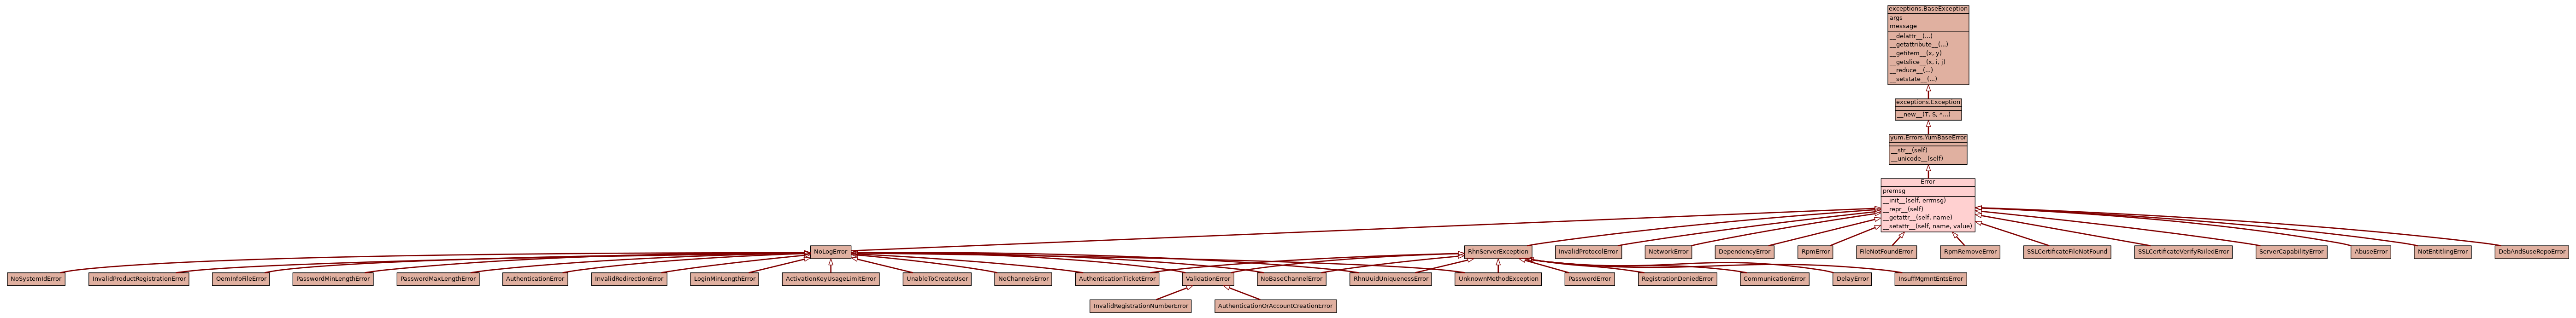 exceptions.BaseException
args
message
__delattr__(...)
__getattribute__(...)
__getitem__(x, y)
__getslice__(x, i, j)
__reduce__(...)
__setstate__(...)
exceptions.Exception
__new__(T, S, *...)
yum.Errors.YumBaseError
__str__(self)
__unicode__(self)
Error
premsg
__init__(self, errmsg)
__repr__(self)
__getattr__(self, name)
__setattr__(self, name, value)
NoLogError
RhnServerException
InvalidProtocolError
NetworkError
DependencyError
RpmError
FileNotFoundError
RpmRemoveError
SSLCertificateFileNotFound
SSLCertificateVerifyFailedError
ServerCapabilityError
AbuseError
NotEntitlingError
DebAndSuseRepoError
NoSystemIdError
InvalidProductRegistrationError
OemInfoFileError
PasswordMinLengthError
PasswordMaxLengthError
AuthenticationError
InvalidRedirectionError
LoginMinLengthError
ActivationKeyUsageLimitError
UnableToCreateUser
NoChannelsError
AuthenticationTicketError
ValidationError
NoBaseChannelError
RhnUuidUniquenessError
UnknownMethodException
PasswordError
RegistrationDeniedError
CommunicationError
DelayError
InsuffMgmntEntsError
InvalidRegistrationNumberError
AuthenticationOrAccountCreationError